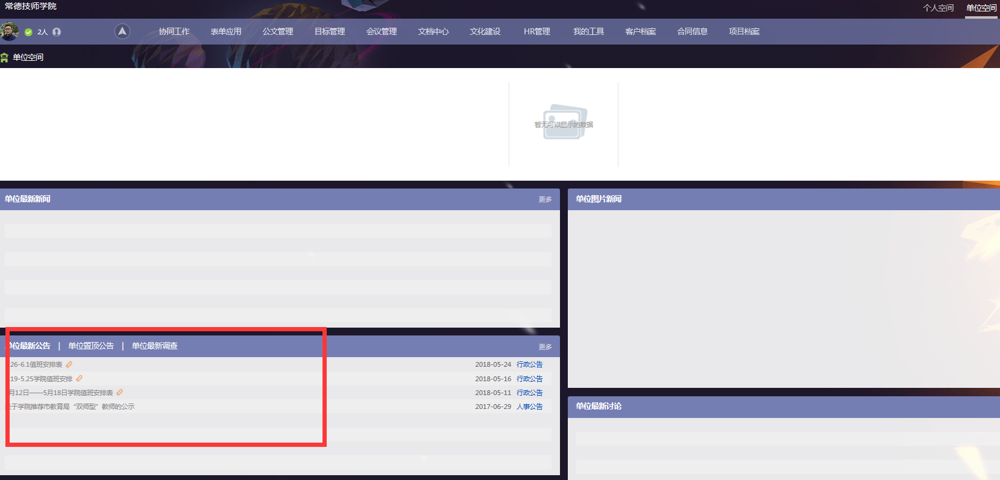 常德技师学院
个人空间 单位空间
2人 协同工作 表单应用 公文管理 目标管理 会议管理 文档中心 文化建设 HR管理 我的工具 客户档案 合同信息 项目档案
单位空间
暂无可以显示的数据
单位最新新闻 更多
单位图片新闻
单位最新公告 | 单位置顶公告 | 单位最新调查 更多
.26-6.1值班安排表 2018-05-24 行政公告
.19-5.25学院值班安排 2018-05-16 行政公告
月12日——5月18日学院值班安排表 2018-05-11 行政公告
关于学院推荐市教育局“双师型”教师的公示 2017-06-29 人事公告
单位最新讨论